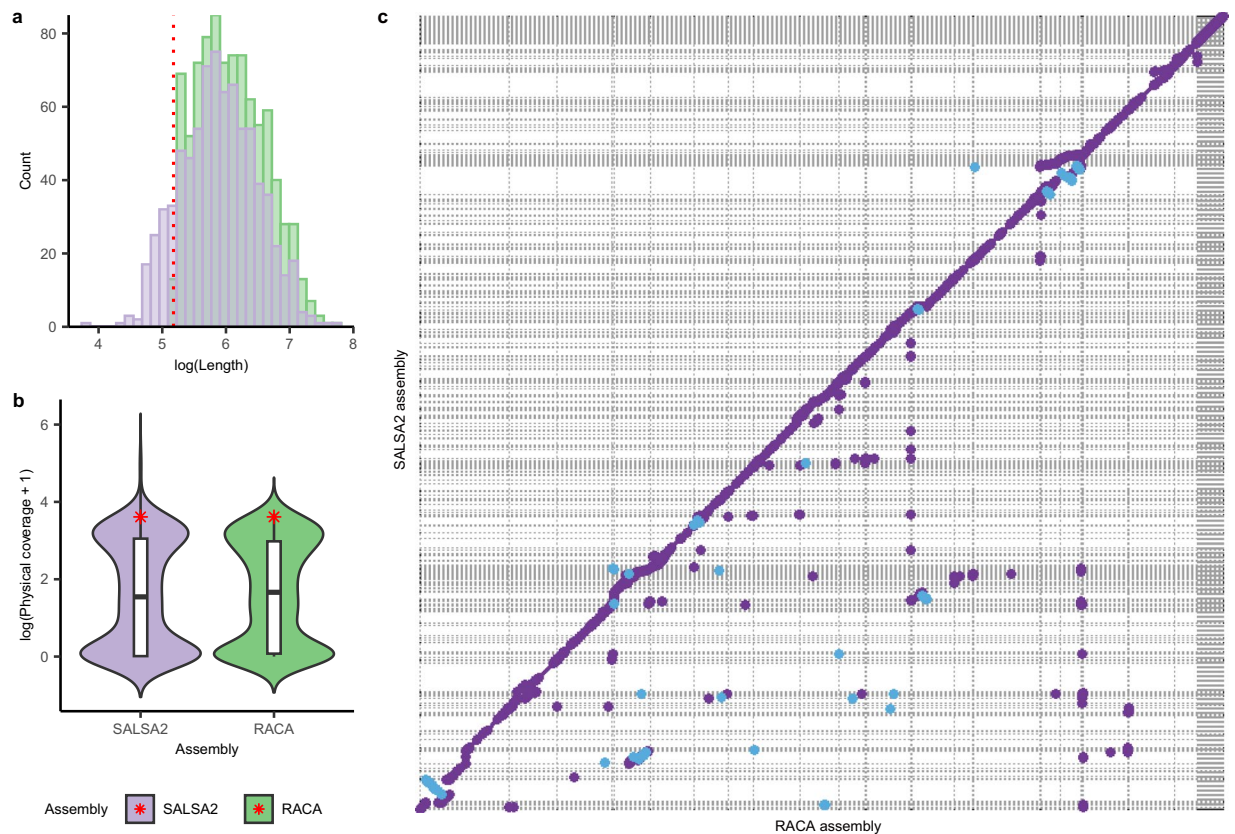 a
80
60
40
20
0
Count
4 5 6 7 8
log(Length)
b
6
4
2
0
log(Physical coverage + 1)
SALSA2 RACA
Assembly
Assembly SALSA2 RACA
c
SALSA2 assembly
RACA assembly